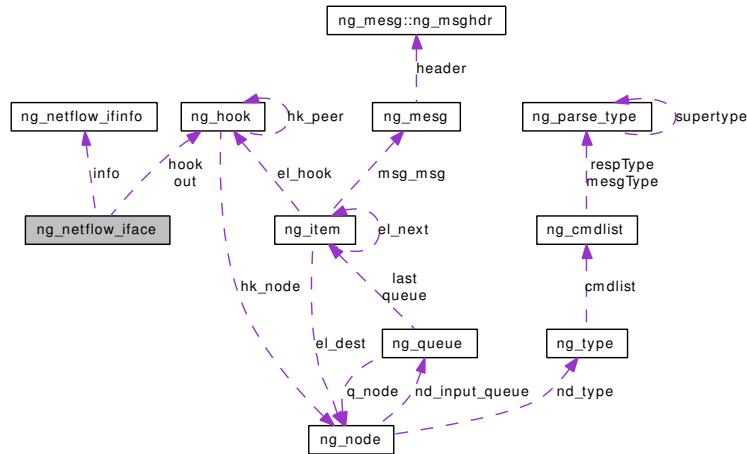 ng_mesg::ng_msghdr
header
ng_netflow_ifinfo
ng_hook
hk_peer
ng_mesg
ng_parse_type
supertype
info
hook
out
el_hook
msg_msg
respType
mesgType
ng_netflow_iface
ng_item
el_next
ng_cmdlist
hk_node
last
queue
cmdlist
el_dest
ng_queue
ng_type
q_node
nd_input_queue
nd_type
ng_node